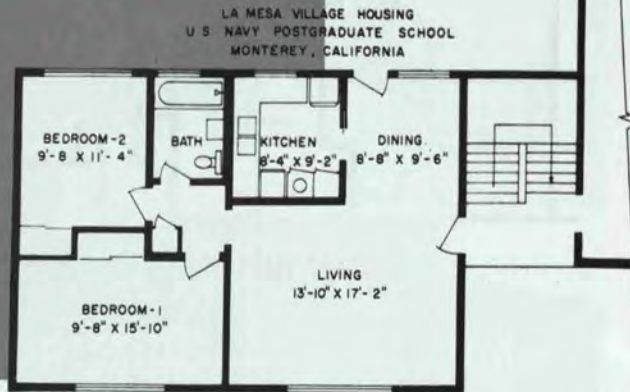 LA MESA VILLAGE HOUSING
U S NAVY POSTGRADUATE SCHOOL
MONTEREY, CALIFORNIA
BEDROOM-2
9'-8 X 11'-4"
BATH
KITCHEN
8'-4" X 9'-2"
DINING
8'-8" X 9'-6"
LIVING
13'-10" X 17'-2"
BEDROOM-1
9'-8" X 15'-10"